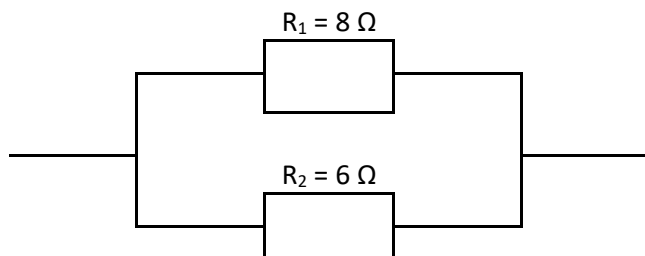 R₁ = 8 Ω
R₂ = 6 Ω